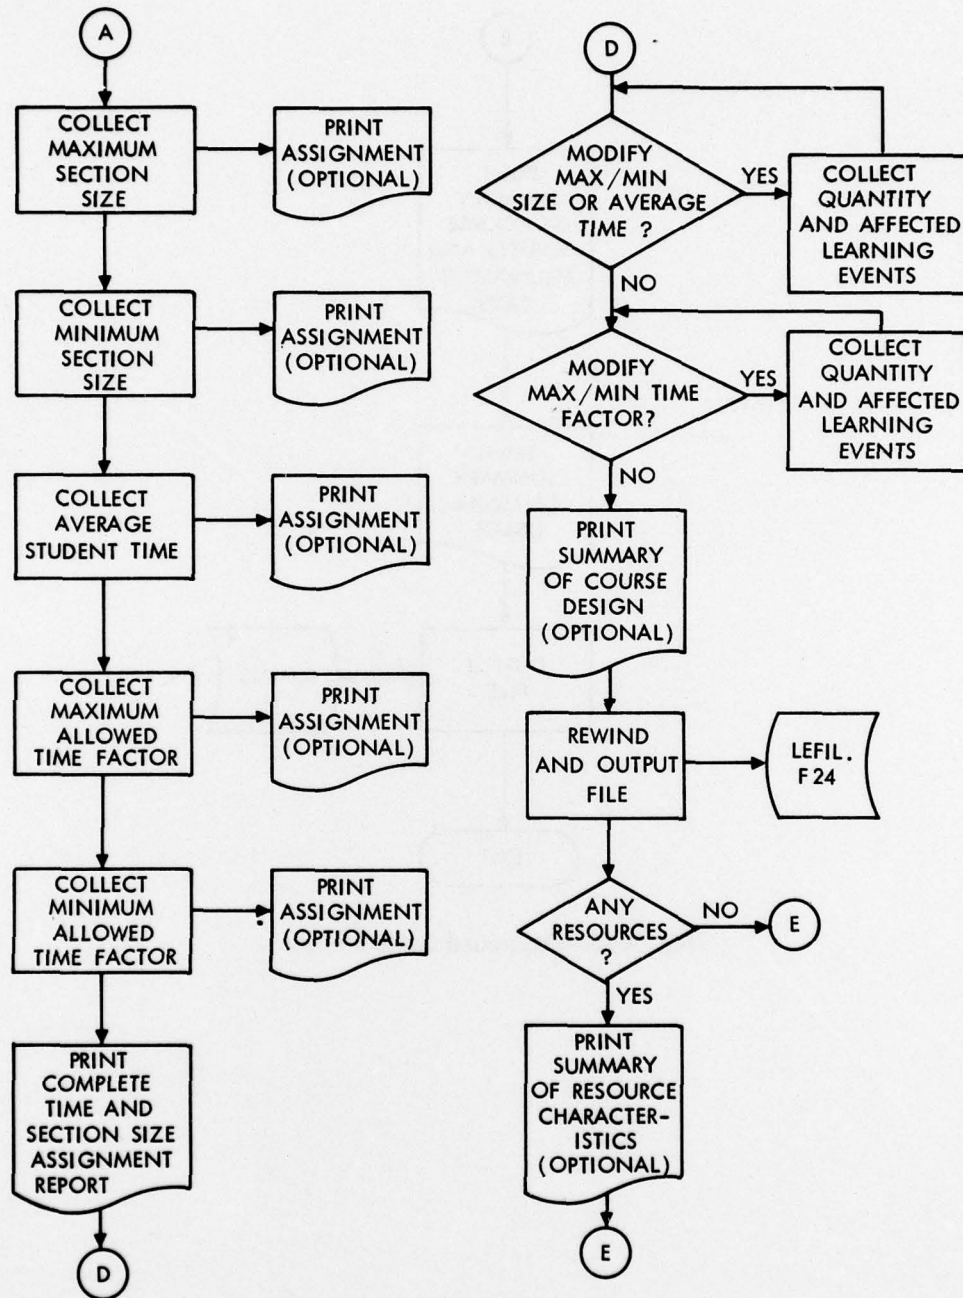 A
COLLECT
MAXIMUM
SECTION
SIZE
PRINT
ASSIGNMENT
(OPTIONAL)
COLLECT
MINIMUM
SECTION
SIZE
PRINT
ASSIGNMENT
(OPTIONAL)
COLLECT
AVERAGE
STUDENT TIME
PRINT
ASSIGNMENT
(OPTIONAL)
COLLECT
MAXIMUM
ALLOWED
TIME FACTOR
PRINT
ASSIGNMENT
(OPTIONAL)
COLLECT
MINIMUM
ALLOWED
TIME FACTOR
PRINT
ASSIGNMENT
(OPTIONAL)
PRINT
COMPLETE
TIME AND
SECTION SIZE
ASSIGNMENT
REPORT
D
D
MODIFY
MAX/MIN
SIZE OR AVERAGE
TIME ?
YES
COLLECT
QUANTITY
AND AFFECTED
LEARNING
EVENTS
NO
MODIFY
MAX/MIN TIME
FACTOR?
YES
COLLECT
QUANTITY
AND AFFECTED
LEARNING
EVENTS
NO
PRINT
SUMMARY
OF COURSE
DESIGN
(OPTIONAL)
REWIND
AND OUTPUT
FILE
LEFIL.
F24
ANY
RESOURCES
?
NO
E
YES
PRINT
SUMMARY
OF RESOURCE
CHARACTER-
ISTICS
(OPTIONAL)
E